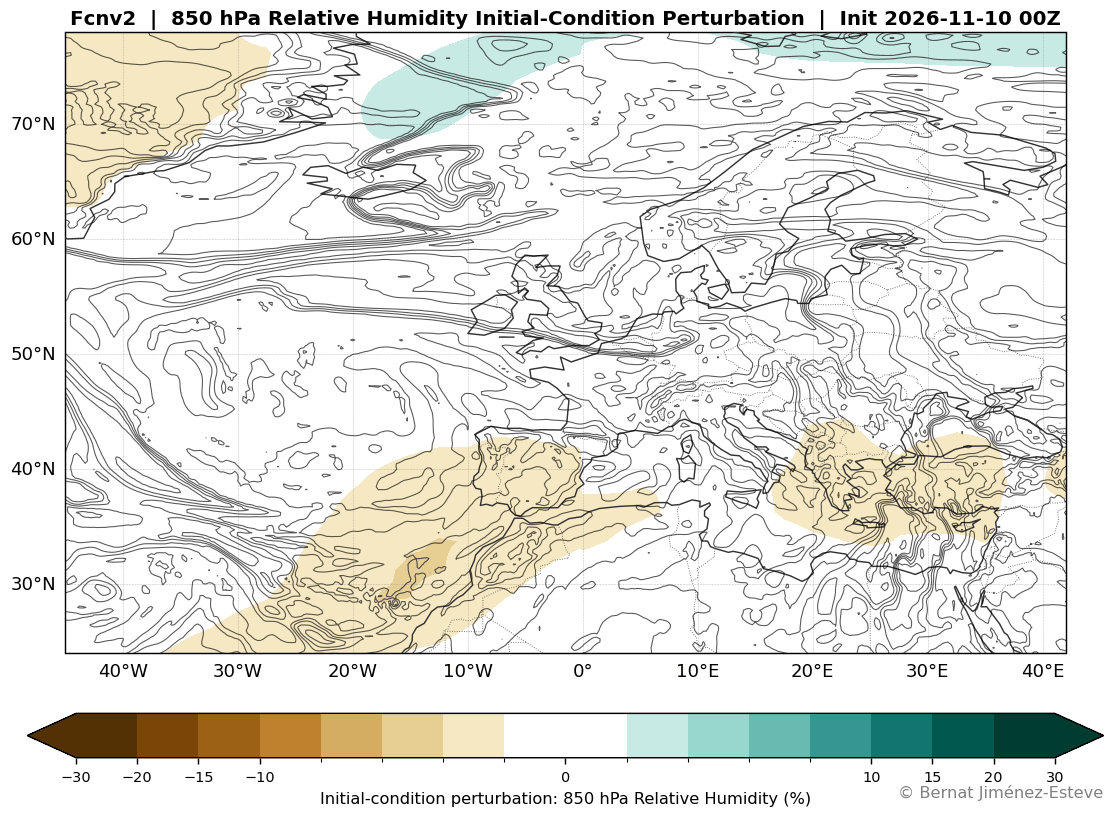 Fcnv2 | 850 hPa Relative Humidity Initial-Condition Perturbation | Init 2026-11-10 00Z
70°N
60°N
50°N
40°N
30°N
40°W 30°W 20°W 10°W 0° 10°E 20°E 30°E 40°E
−30 −20 −15 −10 0 10 15 20 30
Initial-condition perturbation: 850 hPa Relative Humidity (%)
© Bernat Jiménez-Esteve